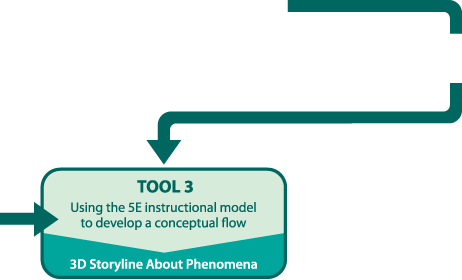 TOOL 3
Using the 5E instructional model
to develop a conceptual flow
3D Storyline About Phenomena